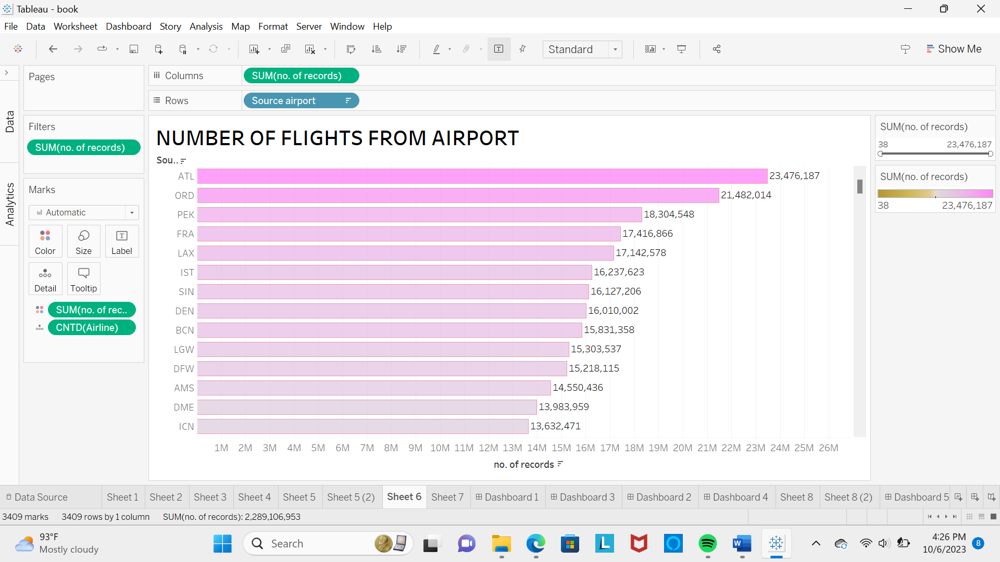 Tableau - book
File Data Worksheet Dashboard Story Analysis Map Format Server Window Help
Standard
Show Me
Data
Analytics
Pages
Filters
SUM(no. of records)
Marks
Automatic
Color Size Label
Detail Tooltip
SUM(no. of rec..
CNTD(Airline)
Columns SUM(no. of records)
Rows Source airport
NUMBER OF FLIGHTS FROM AIRPORT
Sou..
ATL 23,476,187
ORD 21,482,014
PEK 18,304,548
FRA 17,416,866
LAX 17,142,578
IST 16,237,623
SIN 16,127,206
DEN 16,010,002
BCN 15,831,358
LGW 15,303,537
DFW 15,218,115
AMS 14,550,436
DME 13,983,959
ICN 13,632,471
1M 2M 3M 4M 5M 6M 7M 8M 9M 10M 11M 12M 13M 14M 15M 16M 17M 18M 19M 20M 21M 22M 23M 24M 25M 26M
no. of records
SUM(no. of records)
38 23,476,187
SUM(no. of records)
38 23,476,187
Data Source Sheet 1 Sheet 2 Sheet 3 Sheet 4 Sheet 5 Sheet 5 (2) Sheet 6 Sheet 7 Dashboard 1 Dashboard 3 Dashboard 2 Dashboard 4 Sheet 8 Sheet 8 (2) Dashboard 5
3409 marks 3409 rows by 1 column SUM(no. of records): 2,289,106,953
93°F
Mostly cloudy
Search
L
W
4:26 PM
10/6/2023
8